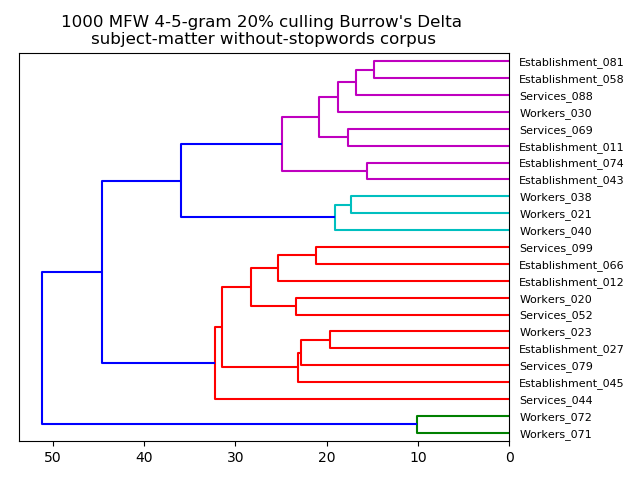 1000 MFW 4-5-gram 20% culling Burrow's Delta
subject-matter without-stopwords corpus
Establishment_081
Establishment_058
Services_088
Workers_030
Services_069
Establishment_011
Establishment_074
Establishment_043
Workers_038
Workers_021
Workers_040
Services_099
Establishment_066
Establishment_012
Workers_020
Services_052
Workers_023
Establishment_027
Services_079
Establishment_045
Services_044
Workers_072
Workers_071
50 40 30 20 10 0